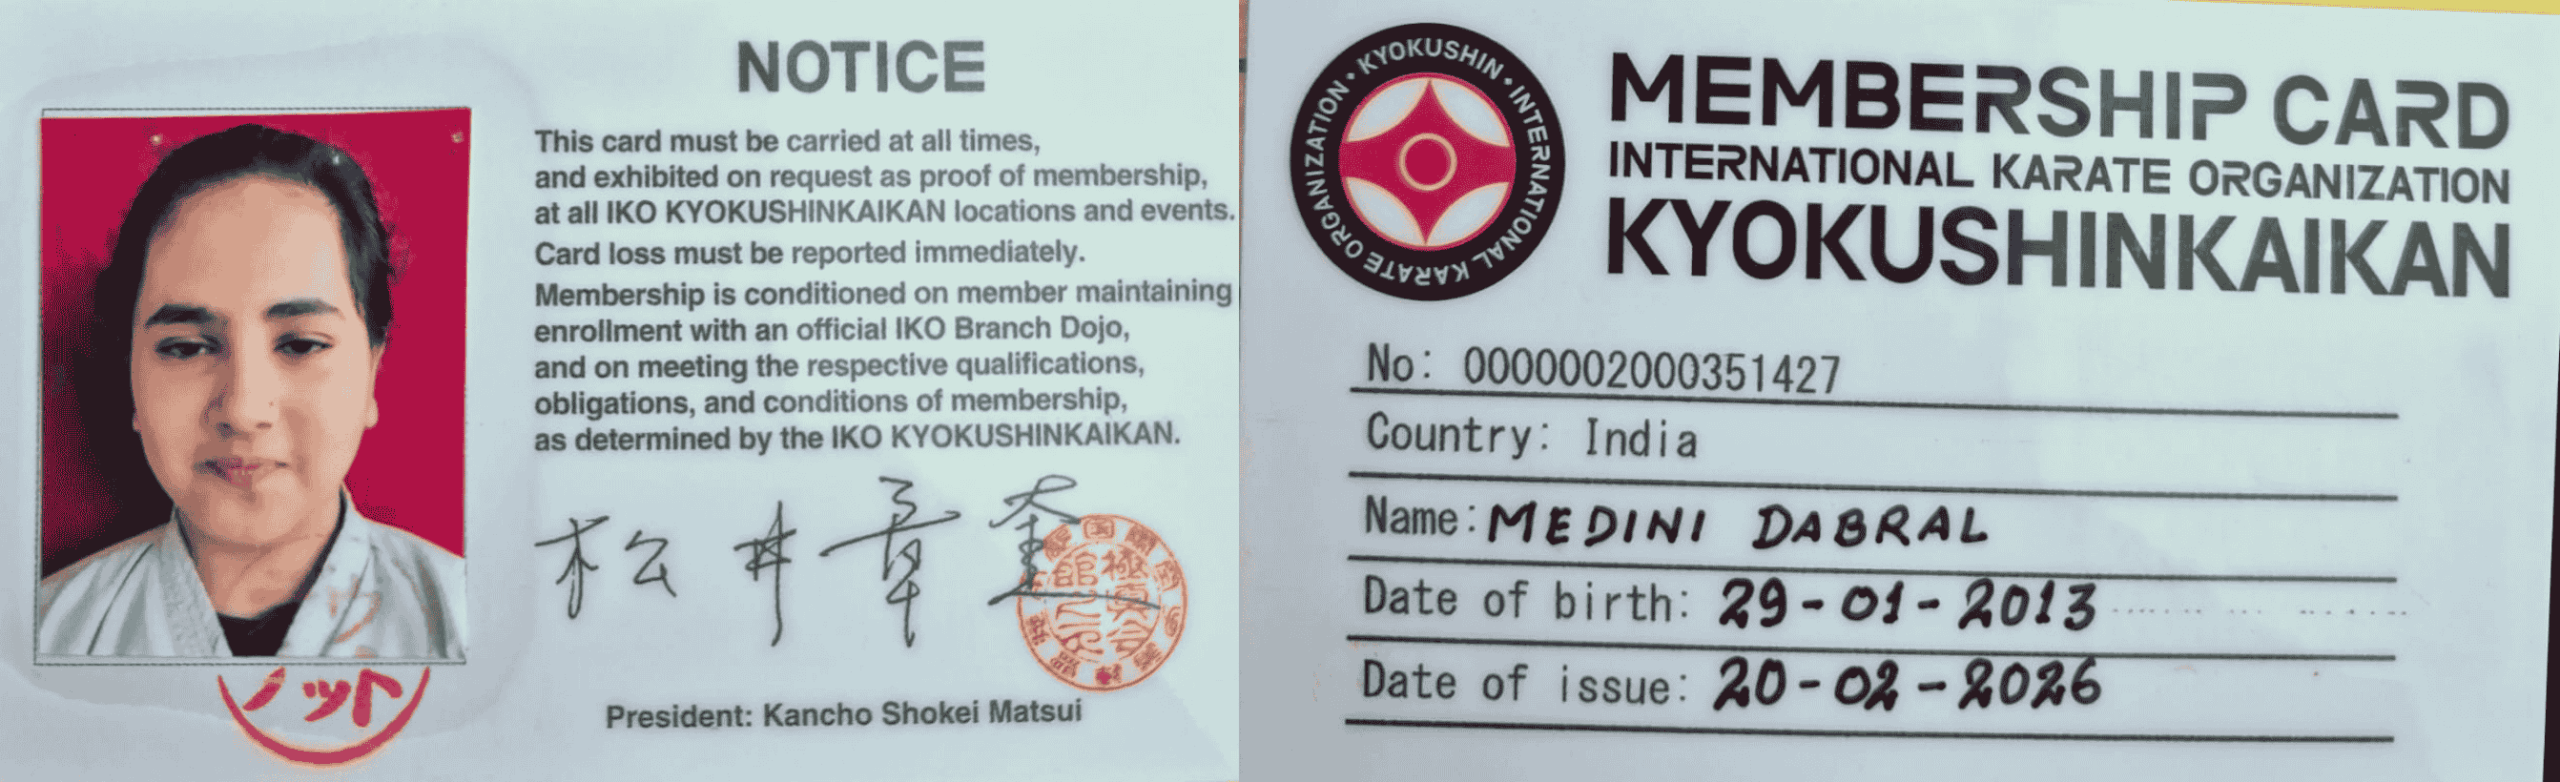 NOTICE
This card must be carried at all times,
and exhibited on request as proof of membership,
at all IKO KYOKUSHINKAIKAN locations and events.
Card loss must be reported immediately.
Membership is conditioned on member maintaining
enrollment with an official IKO Branch Dojo,
and on meeting the respective qualifications,
obligations, and conditions of membership,
as determined by the IKO KYOKUSHINKAIKAN.
松井章奎
President: Kancho Shokei Matsui
KYOKUSHIN • INTERNATIONAL KARATE ORGANIZATION •
MEMBERSHIP CARD
INTERNATIONAL KARATE ORGANIZATION
KYOKUSHINKAIKAN
No: 0000002000351427
Country: India
Name: MEDINI DABRAL
Date of birth: 29-01-2013
Date of issue: 20-02-2026